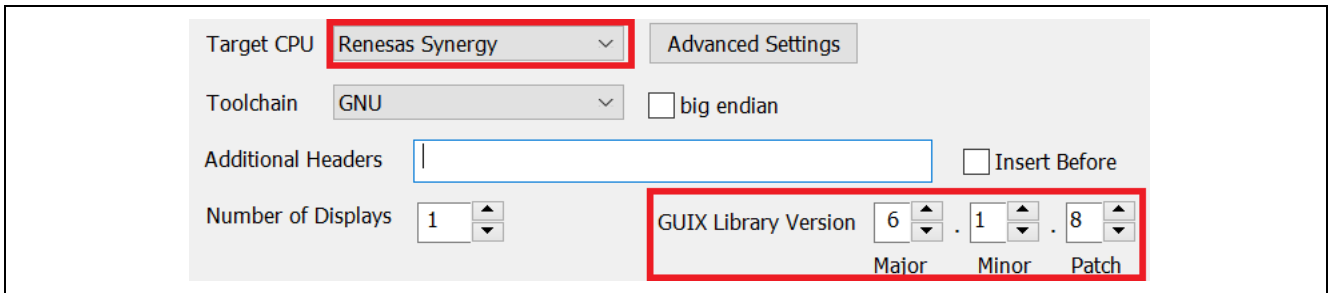 Target CPU Renesas Synergy Advanced Settings
Toolchain GNU big endian
Additional Headers Insert Before
Number of Displays 1 GUIX Library Version 6 . 1 . 8
Major Minor Patch